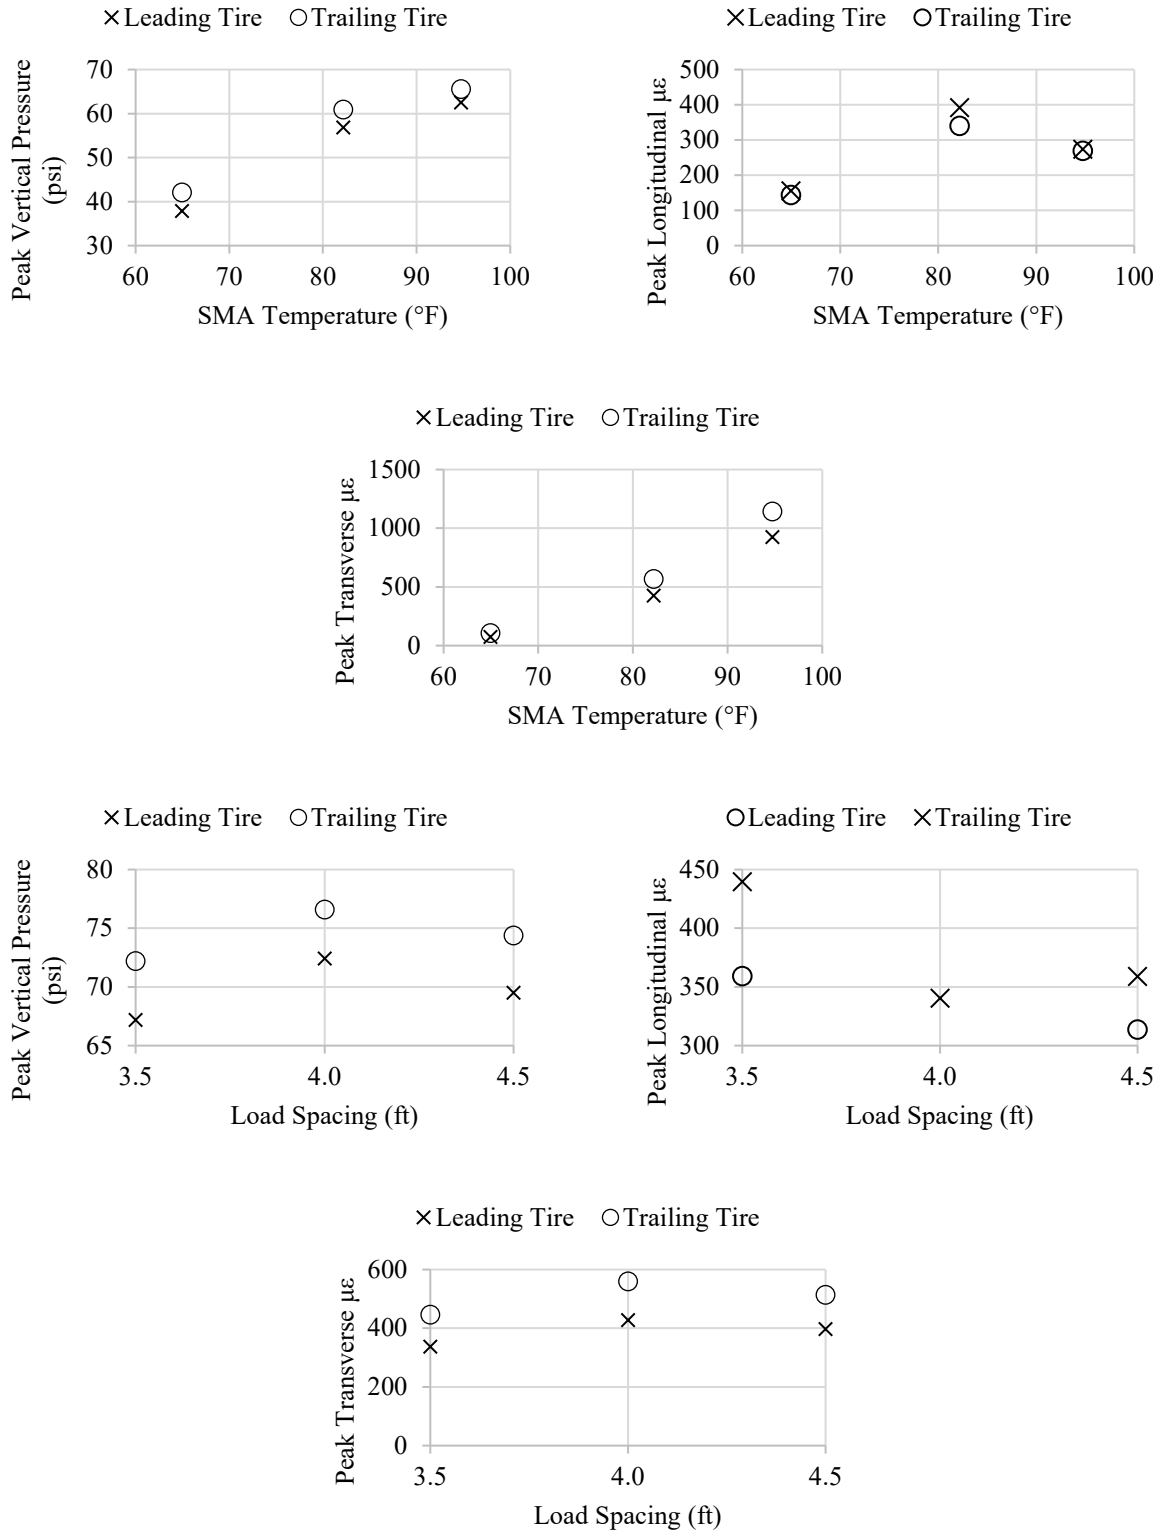 Leading Tire Trailing Tire
Peak Vertical Pressure
(psi)
70
60
50
40
30
60 70 80 90 100
SMA Temperature (°F)
Leading Tire Trailing Tire
Peak Longitudinal με
500
400
300
200
100
0
60 70 80 90 100
SMA Temperature (°F)
Leading Tire Trailing Tire
Peak Transverse με
1500
1000
500
0
60 70 80 90 100
SMA Temperature (°F)
Leading Tire Trailing Tire
Peak Vertical Pressure
(psi)
80
75
70
65
3.5 4.0 4.5
Load Spacing (ft)
Leading Tire Trailing Tire
Peak Longitudinal με
450
400
350
300
3.5 4.0 4.5
Load Spacing (ft)
Leading Tire Trailing Tire
Peak Transverse με
600
400
200
0
3.5 4.0 4.5
Load Spacing (ft)